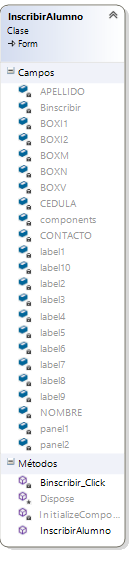 InscribirAlumno
Clase
Form
Campos
APELLIDO
Binscribir
BOXI1
BOXI2
BOXM
BOXN
BOXV
CEDULA
components
CONTACTO
label1
label10
label2
label3
label4
label5
label6
label7
label8
label9
NOMBRE
panel1
panel2
Métodos
Binscribir_Click
Dispose
InitializeCompo...
InscribirAlumno